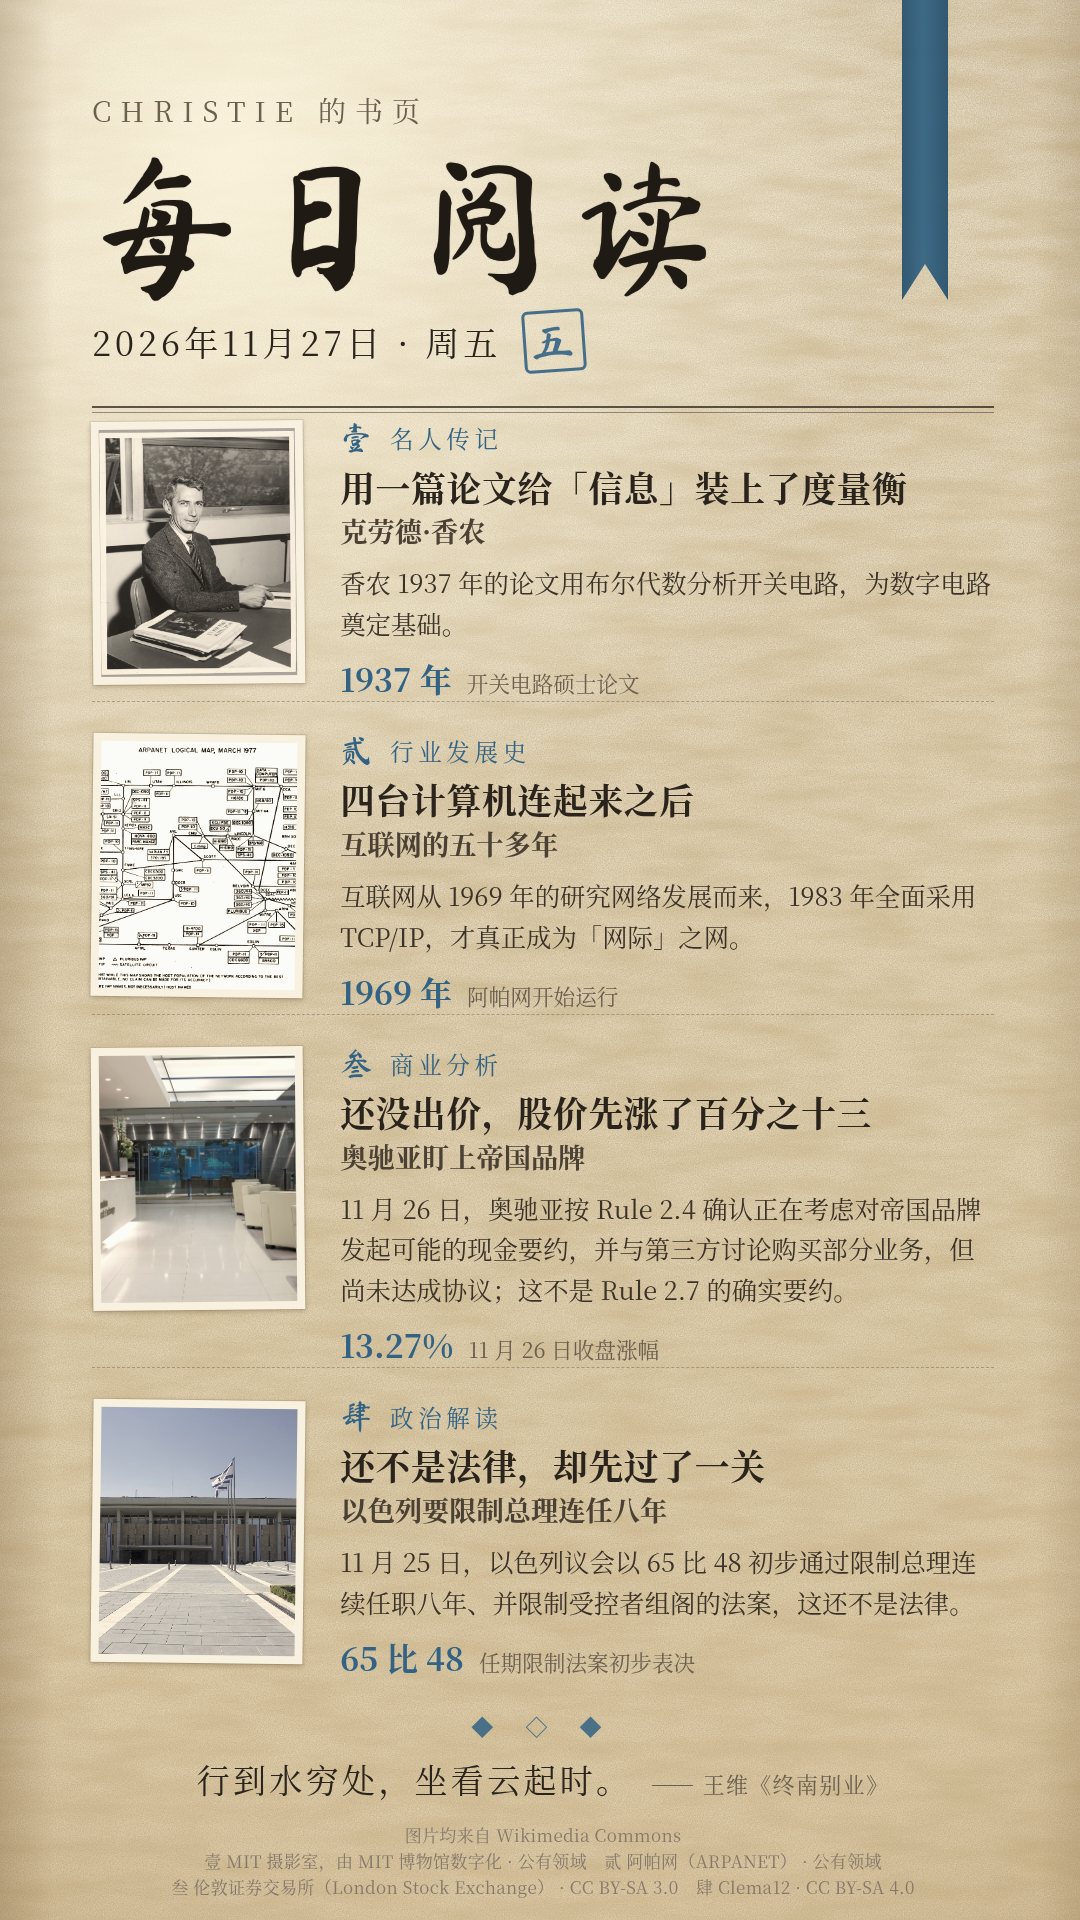 CHRISTIE 的书页
每日阅读
2026年11月27日 · 周五 五
壹 名人传记
用一篇论文给「信息」装上了度量衡
克劳德·香农
香农 1937 年的论文用布尔代数分析开关电路，为数字电路
奠定基础。
1937 年 开关电路硕士论文
ARPANET LOGICAL MAP, MARCH 1977
贰 行业发展史
四台计算机连起来之后
互联网的五十多年
互联网从 1969 年的研究网络发展而来，1983 年全面采用
TCP/IP，才真正成为「网际」之网。
1969 年 阿帕网开始运行
叁 商业分析
还没出价，股价先涨了百分之十三
奥驰亚盯上帝国品牌
11 月 26 日，奥驰亚按 Rule 2.4 确认正在考虑对帝国品牌
发起可能的现金要约，并与第三方讨论购买部分业务，但
尚未达成协议；这不是 Rule 2.7 的确实要约。
13.27% 11 月 26 日收盘涨幅
肆 政治解读
还不是法律，却先过了一关
以色列要限制总理连任八年
11 月 25 日，以色列议会以 65 比 48 初步通过限制总理连
续任职八年、并限制受控者组阁的法案，这还不是法律。
65 比 48 任期限制法案初步表决
行到水穷处，坐看云起时。 —— 王维《终南别业》
图片均来自 Wikimedia Commons
壹 MIT 摄影室，由 MIT 博物馆数字化 · 公有领域 贰 阿帕网（ARPANET） · 公有领域
叁 伦敦证券交易所（London Stock Exchange） · CC BY-SA 3.0 肆 Clema12 · CC BY-SA 4.0